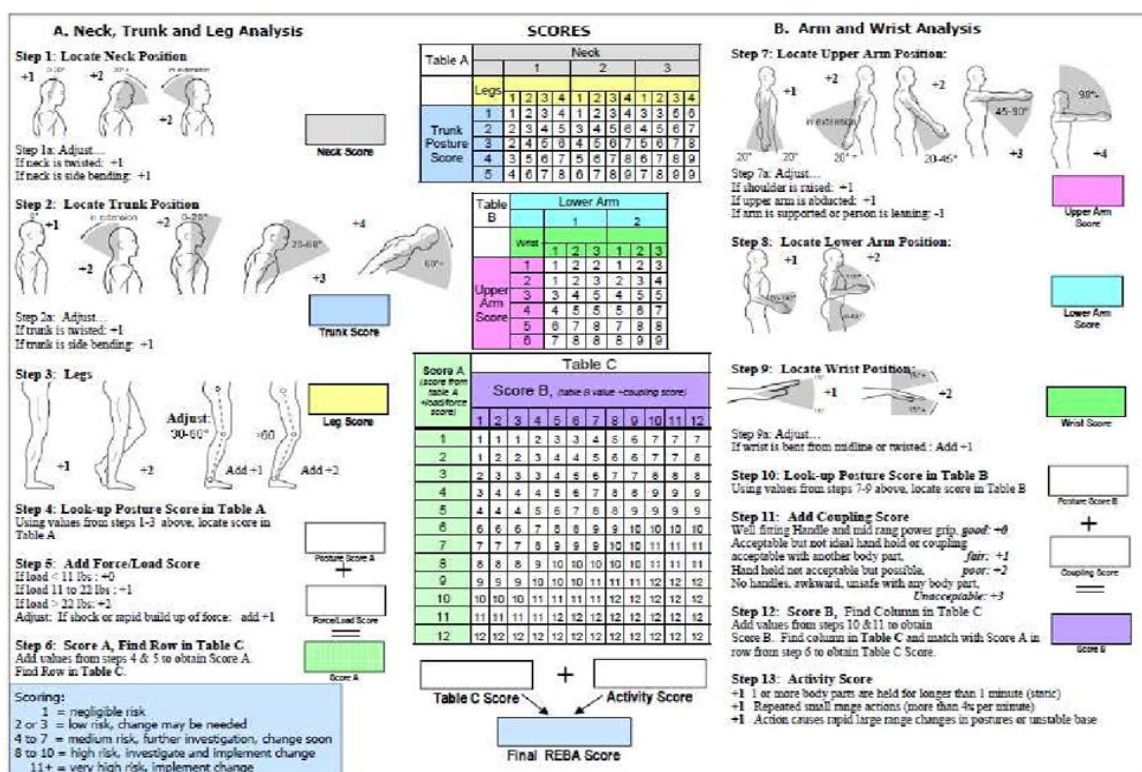 A. Neck, Trunk and Leg Analysis
Step 1: Locate Neck Position
+1 0-20° +2 20°+ in extension
+2
Step 1a: Adjust...
If neck is twisted: +1
If neck is side bending: +1
Neck Score
Step 2: Locate Trunk Position
0° +1 in extension +2 0-20° +4
+2 20-60° +3 60°+
Step 2a: Adjust...
If trunk is twisted: +1
If trunk is side bending: +1
Trunk Score
Step 3: Legs
Adjust:
30-60° >60
+1 +2 Add +1 Add +2
Leg Score
Step 4: Look-up Posture Score in Table A
Using values from steps 1-3 above, locate score in
Table A
Posture Score A
+
Step 5: Add Force/Load Score
If load < 11 lbs : +0
If load 11 to 22 lbs : +1
If load > 22 lbs: +2
Adjust: If shock or rapid build up of force: add +1
Force/Load Score
=
Step 6: Score A, Find Row in Table C
Add values from steps 4 & 5 to obtain Score A.
Find Row in Table C.
Score A
Scoring:
1 = negligible risk
2 or 3 = low risk, change may be needed
4 to 7 = medium risk, further investigation, change soon
8 to 10 = high risk, investigate and implement change
11+ = very high risk, implement change
SCORES
Table A Neck
1 2 3
Legs 1 2 3 4 1 2 3 4 1 2 3 4
Trunk Posture Score
1 1 2 3 4 1 2 3 4 3 3 5 6
2 2 3 4 5 3 4 5 6 4 5 6 7
3 2 4 5 6 4 5 6 7 5 6 7 8
4 3 5 6 7 5 6 7 8 6 7 8 9
5 4 6 7 8 6 7 8 9 7 8 9 9
Table B Lower Arm
1 2
Wrist 1 2 3 1 2 3
Upper Arm Score
1 1 2 2 1 2 3
2 1 2 3 2 3 4
3 3 4 5 4 5 5
4 4 5 5 5 6 7
5 6 7 8 7 8 8
6 7 8 8 8 9 9
Table C
Score A
(score from table A +load/force score)
Score B, (table B value +coupling score)
1 2 3 4 5 6 7 8 9 10 11 12
1 1 1 1 2 3 3 4 5 6 7 7 7
2 1 2 2 3 4 4 5 6 6 7 7 8
3 2 3 3 3 4 5 6 7 7 8 8 8
4 3 4 4 4 5 6 7 8 8 9 9 9
5 4 4 4 5 6 7 8 8 9 9 9 9
6 6 6 6 7 8 8 9 9 10 10 10 10
7 7 7 7 8 9 9 9 10 10 11 11 11
8 8 8 8 9 10 10 10 10 10 11 11 11
9 9 9 9 10 10 10 11 11 11 12 12 12
10 10 10 10 11 11 11 11 12 12 12 12 12
11 11 11 11 11 12 12 12 12 12 12 12 12
12 12 12 12 12 12 12 12 12 12 12 12 12
+
Table C Score Activity Score
Final REBA Score
B. Arm and Wrist Analysis
Step 7: Locate Upper Arm Position:
+1 +2 +2 90°+
in extension 45-90°
20° 20° 20°+ 20-45° +3 +4
Step 7a: Adjust...
If shoulder is raised: +1
If upper arm is abducted: +1
If arm is supported or person is leaning: -1
Upper Arm Score
Step 8: Locate Lower Arm Position:
+1 +2
Lower Arm Score
Step 9: Locate Wrist Position:
+1 +2
Step 9a: Adjust...
If wrist is bent from midline or twisted : Add +1
Wrist Score
Step 10: Look-up Posture Score in Table B
Using values from steps 7-9 above, locate score in Table B
Posture Score B
+
Step 11: Add Coupling Score
Well fitting Handle and mid rang power grip, good: +0
Acceptable but not ideal hand hold or coupling
acceptable with another body part, fair: +1
Hand hold not acceptable but possible, poor: +2
No handles, awkward, unsafe with any body part,
Unacceptable: +3
Coupling Score
=
Step 12: Score B, Find Column in Table C
Add values from steps 10 &11 to obtain
Score B. Find column in Table C and match with Score A in
row from step 6 to obtain Table C Score.
Score B
Step 13: Activity Score
+1 1 or more body parts are held for longer than 1 minute (static)
+1 Repeated small range actions (more than 4x per minute)
+1 Action causes rapid large range changes in postures or unstable base